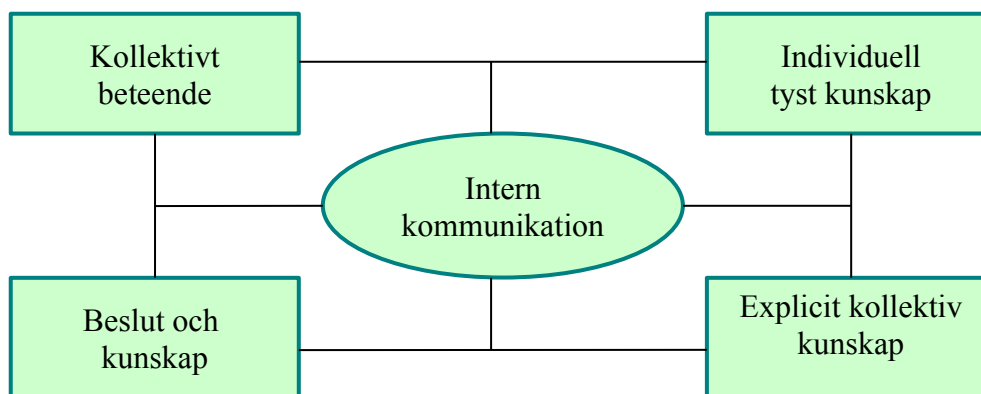 Kollektivt
beteende
Individuell
tyst kunskap
Intern
kommunikation
Beslut och
kunskap
Explicit kollektiv
kunskap